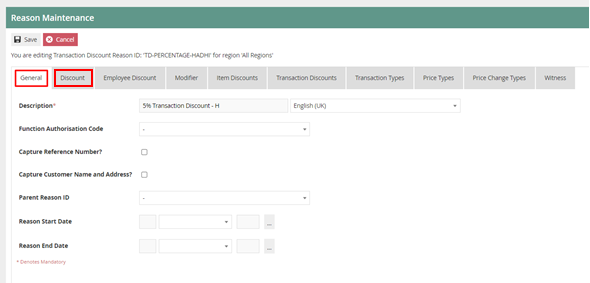 Reason Maintenance
Save Cancel
You are editing Transaction Discount Reason ID: 'TD-PERCENTAGE-HADHI' for region 'All Regions'
General Discount Employee Discount Modifier Item Discounts Transaction Discounts Transaction Types Price Types Price Change Types Witness
Description* 5% Transaction Discount - H English (UK)
Function Authorisation Code -
Capture Reference Number?
Capture Customer Name and Address?
Parent Reason ID -
Reason Start Date ...
Reason End Date ...
* Denotes Mandatory